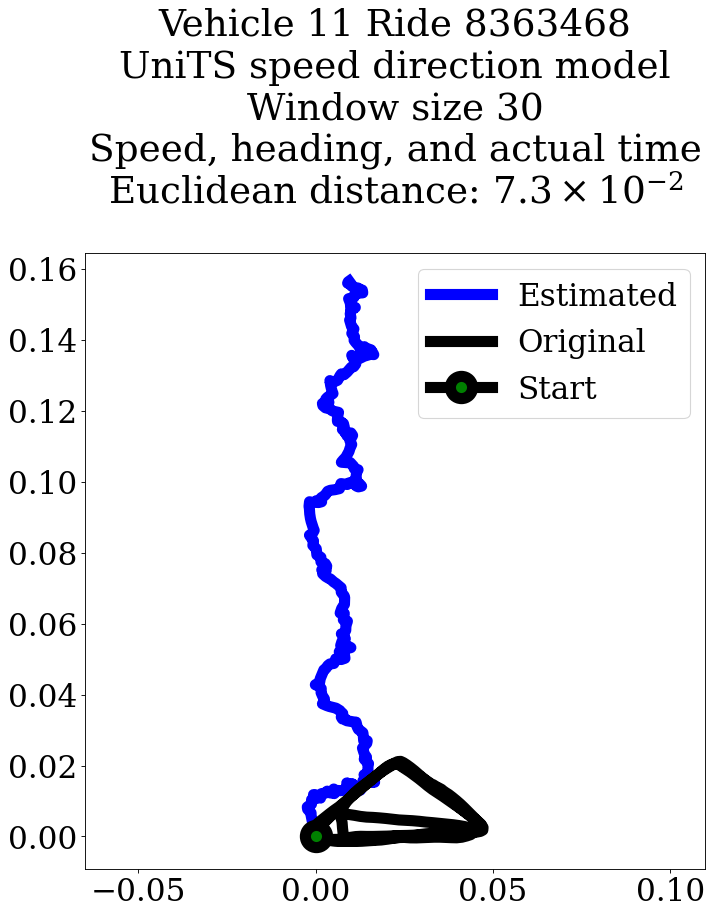 Vehicle 11 Ride 8363468
UniTS speed direction model
Window size 30
Speed, heading, and actual time
Euclidean distance: 7.3 × 10⁻²
0.16
0.14
0.12
0.10
0.08
0.06
0.04
0.02
0.00
Estimated
Original
Start
−0.05
0.00
0.05
0.10